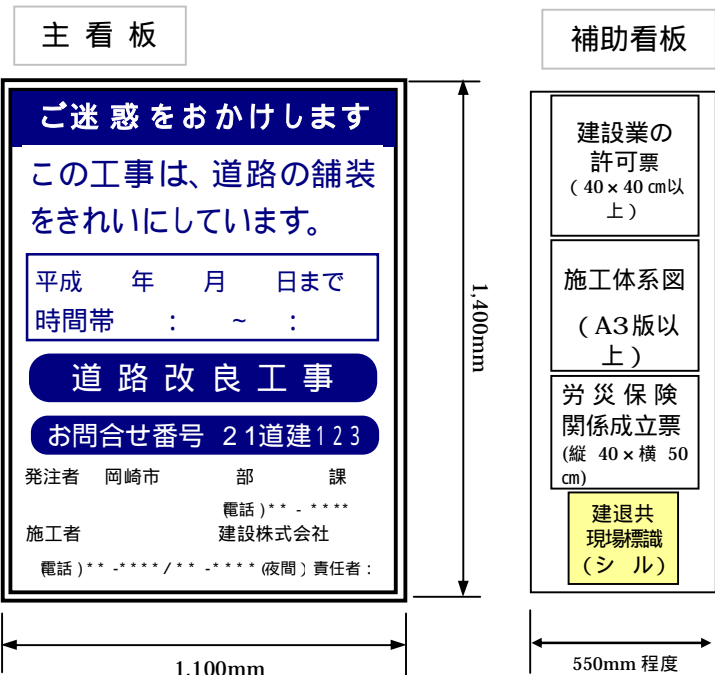 主 看 板
ご迷惑をおかけします
この工事は、道路の舗装
をきれいにしています。
平成 年 月 日まで
時間帯 : ~ :
道路改良工事
お問合せ番号 21道建123
発注者 岡崎市 部 課
電話)** - ****
施工者 建設株式会社
電話)** -****/** -****(夜間)責任者:
1,400mm
1,100mm
補助看板
建設業の
許可票
(40×40㎝以
上)
施工体系図
(A3版以
上)
労災保険
関係成立票
(縦 40×横 50
㎝)
建退共
現場標識
(シ ル)
550mm 程度